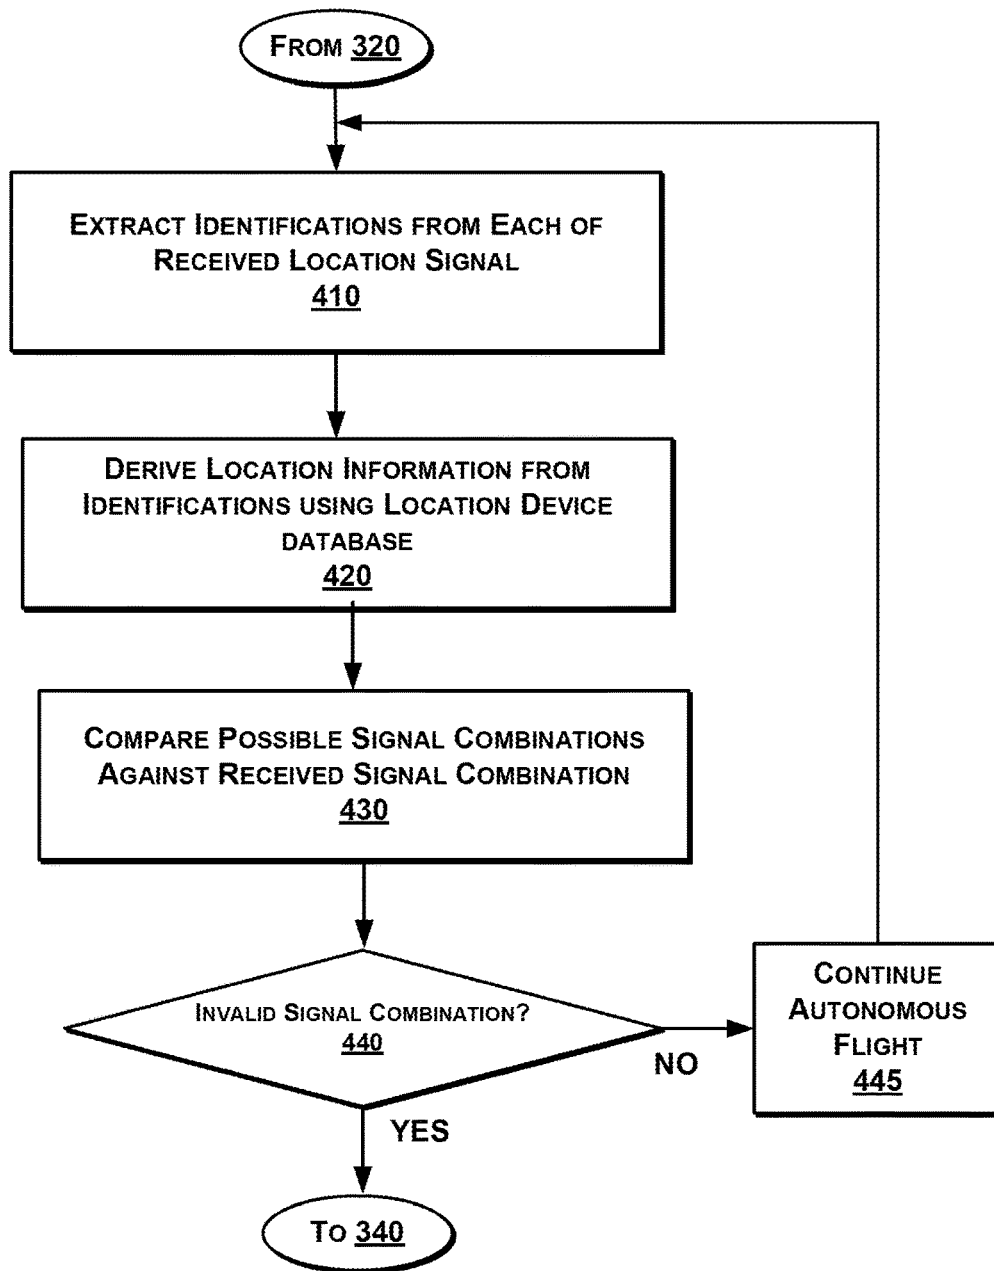 FROM 320
EXTRACT IDENTIFICATIONS FROM EACH OF
RECEIVED LOCATION SIGNAL
410
DERIVE LOCATION INFORMATION FROM
IDENTIFICATIONS USING LOCATION DEVICE
DATABASE
420
COMPARE POSSIBLE SIGNAL COMBINATIONS
AGAINST RECEIVED SIGNAL COMBINATION
430
INVALID SIGNAL COMBINATION?
440
NO
CONTINUE
AUTONOMOUS
FLIGHT
445
YES
TO 340